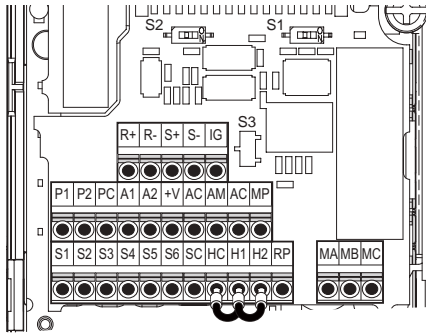 S2 S1
S3
R+ R- S+ S- IG
P1 P2 PC A1 A2 +V AC AM AC MP
S1 S2 S3 S4 S5 S6 SC HC H1 H2 RP MA MB MC